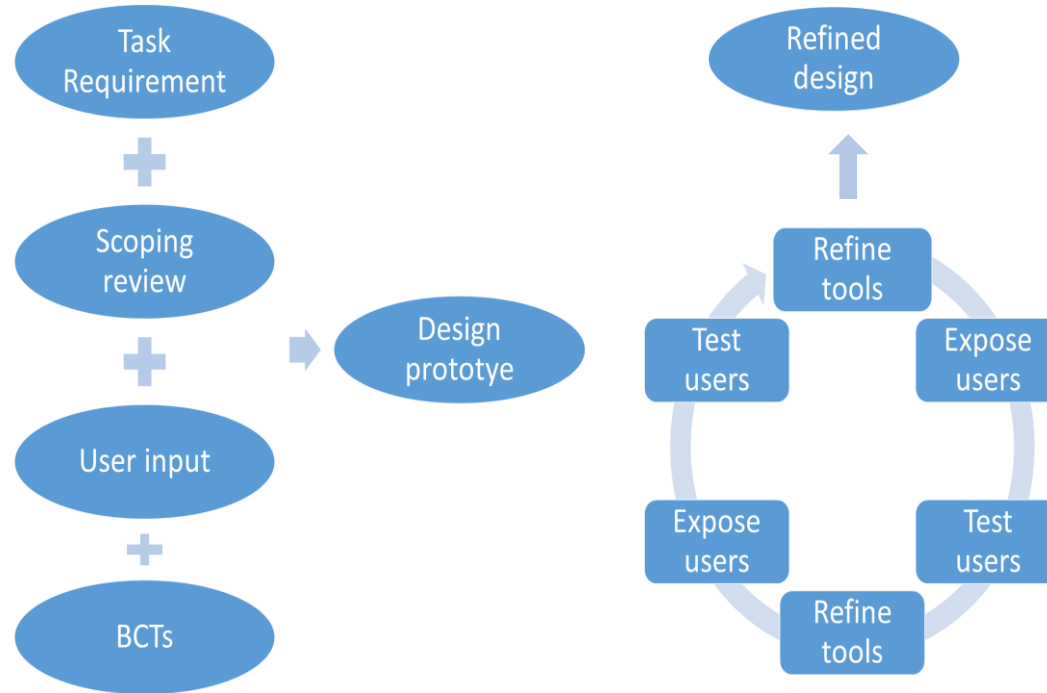 Task
Requirement
Scoping
review
User input
BCTs
Design
prototye
Refined
design
Refine
tools
Expose
users
Test
users
Refine
tools
Expose
users
Test
users